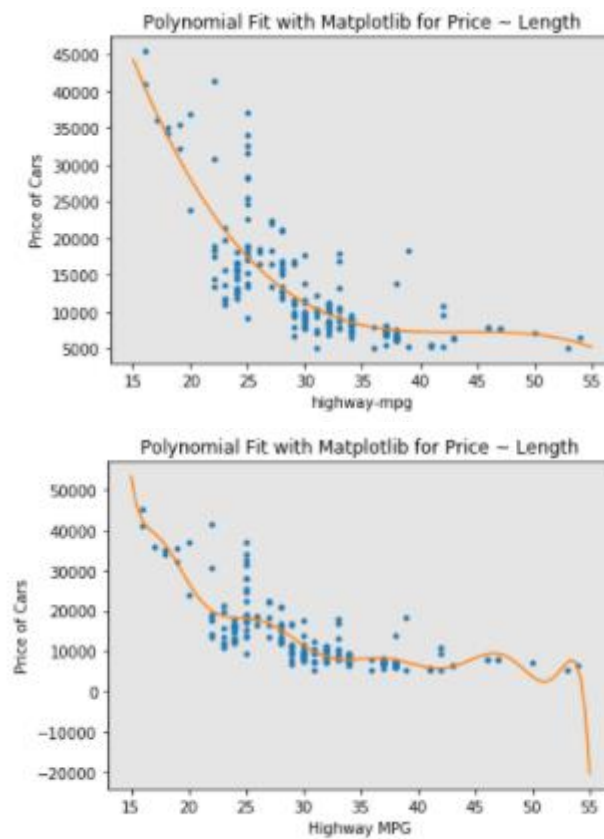 Polynomial Fit with Matplotlib for Price ~ Length
45000
40000
35000
30000
25000
20000
15000
10000
5000
Price of Cars
15 20 25 30 35 40 45 50 55
highway-mpg
Polynomial Fit with Matplotlib for Price ~ Length
50000
40000
30000
20000
10000
0
−10000
−20000
Price of Cars
15 20 25 30 35 40 45 50 55
Highway MPG